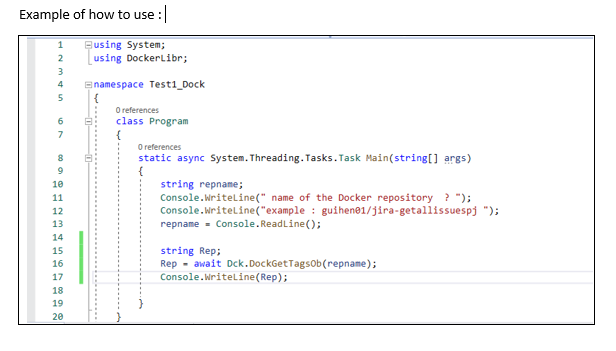 Example of how to use :
1 using System;
2 using DockerLibr;
3
4 namespace Test1_Dock
5 {
0 references
6 class Program
7 {
0 references
8 static async System.Threading.Tasks.Task Main(string[] args)
9 {
10 string repname;
11 Console.WriteLine(" name of the Docker repository  ? ");
12 Console.WriteLine("example : guihen01/jira-getallissuespj ");
13 repname = Console.ReadLine();
14
15 string Rep;
16 Rep = await Dck.DockGetTagsOb(repname);
17 Console.WriteLine(Rep);
18
19 }
20 }